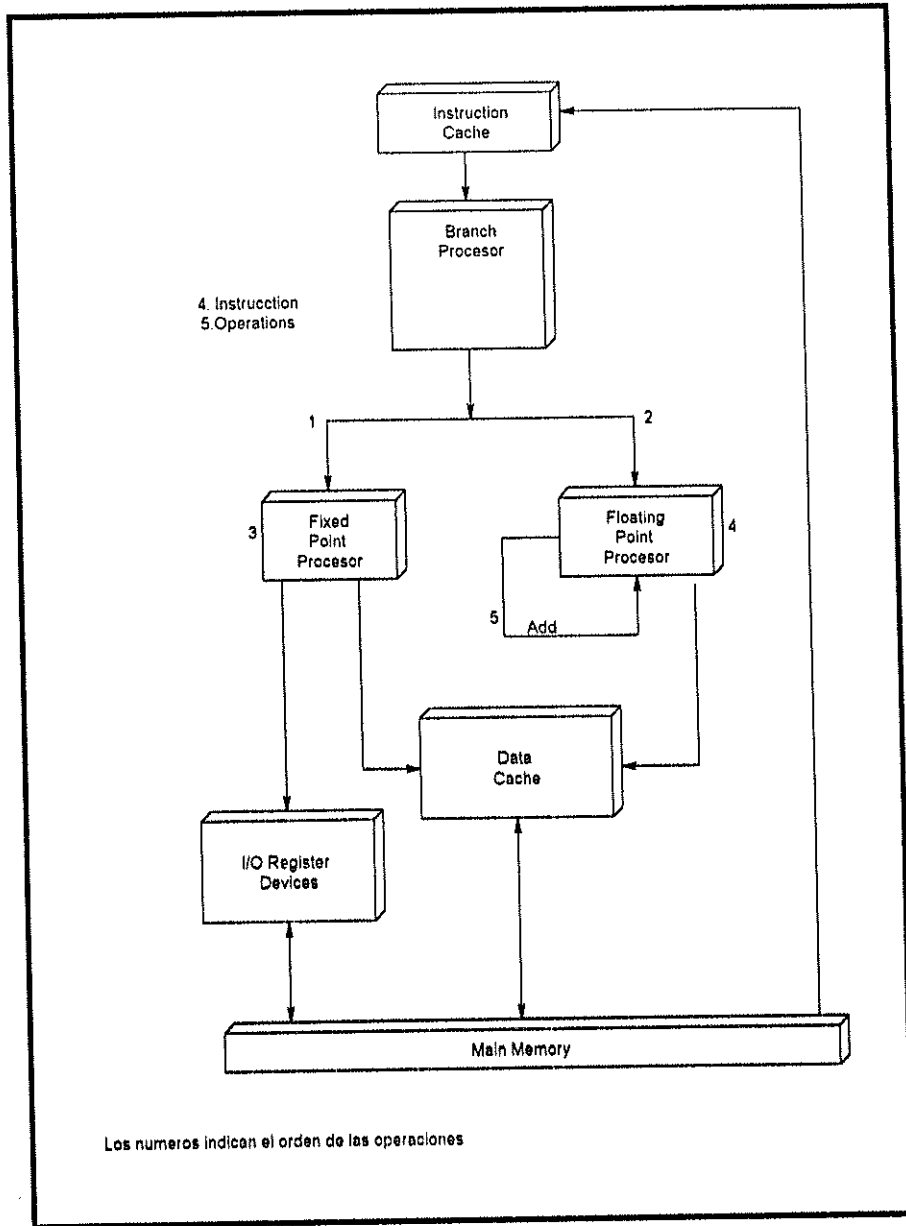 Instruction
Cache
Branch
Procesor
4. Instrucction
5.Operations
1
2
3
Fixed
Point
Procesor
Floating
Point
Procesor
4
5
Add
Data
Cache
I/O Register
Devices
Main Memory
Los numeros indican el orden de las operaciones